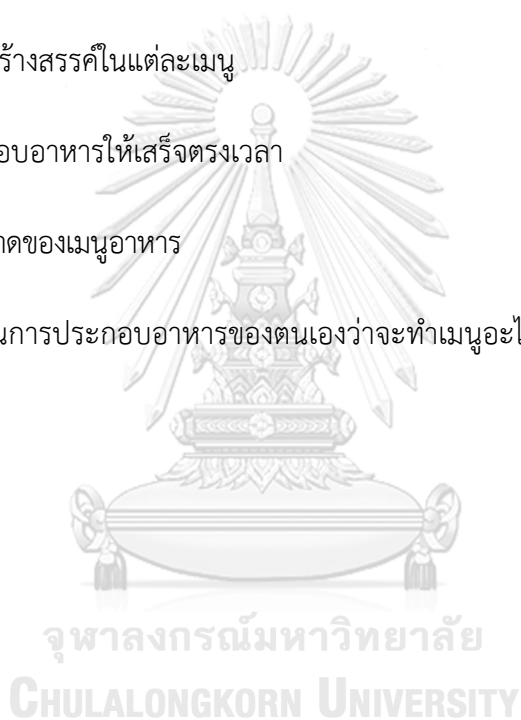 ร้างสรรค์ในแต่ละเมนู
อบอาหารให้เสร็จตรงเวลา
าดของเมนูอาหาร
นการประกอบอาหารของตนเองว่าจะทำเมนูอะไ
จุฬาลงกรณ์มหาวิทยาลัย
CHULALONGKORN UNIVERSITY